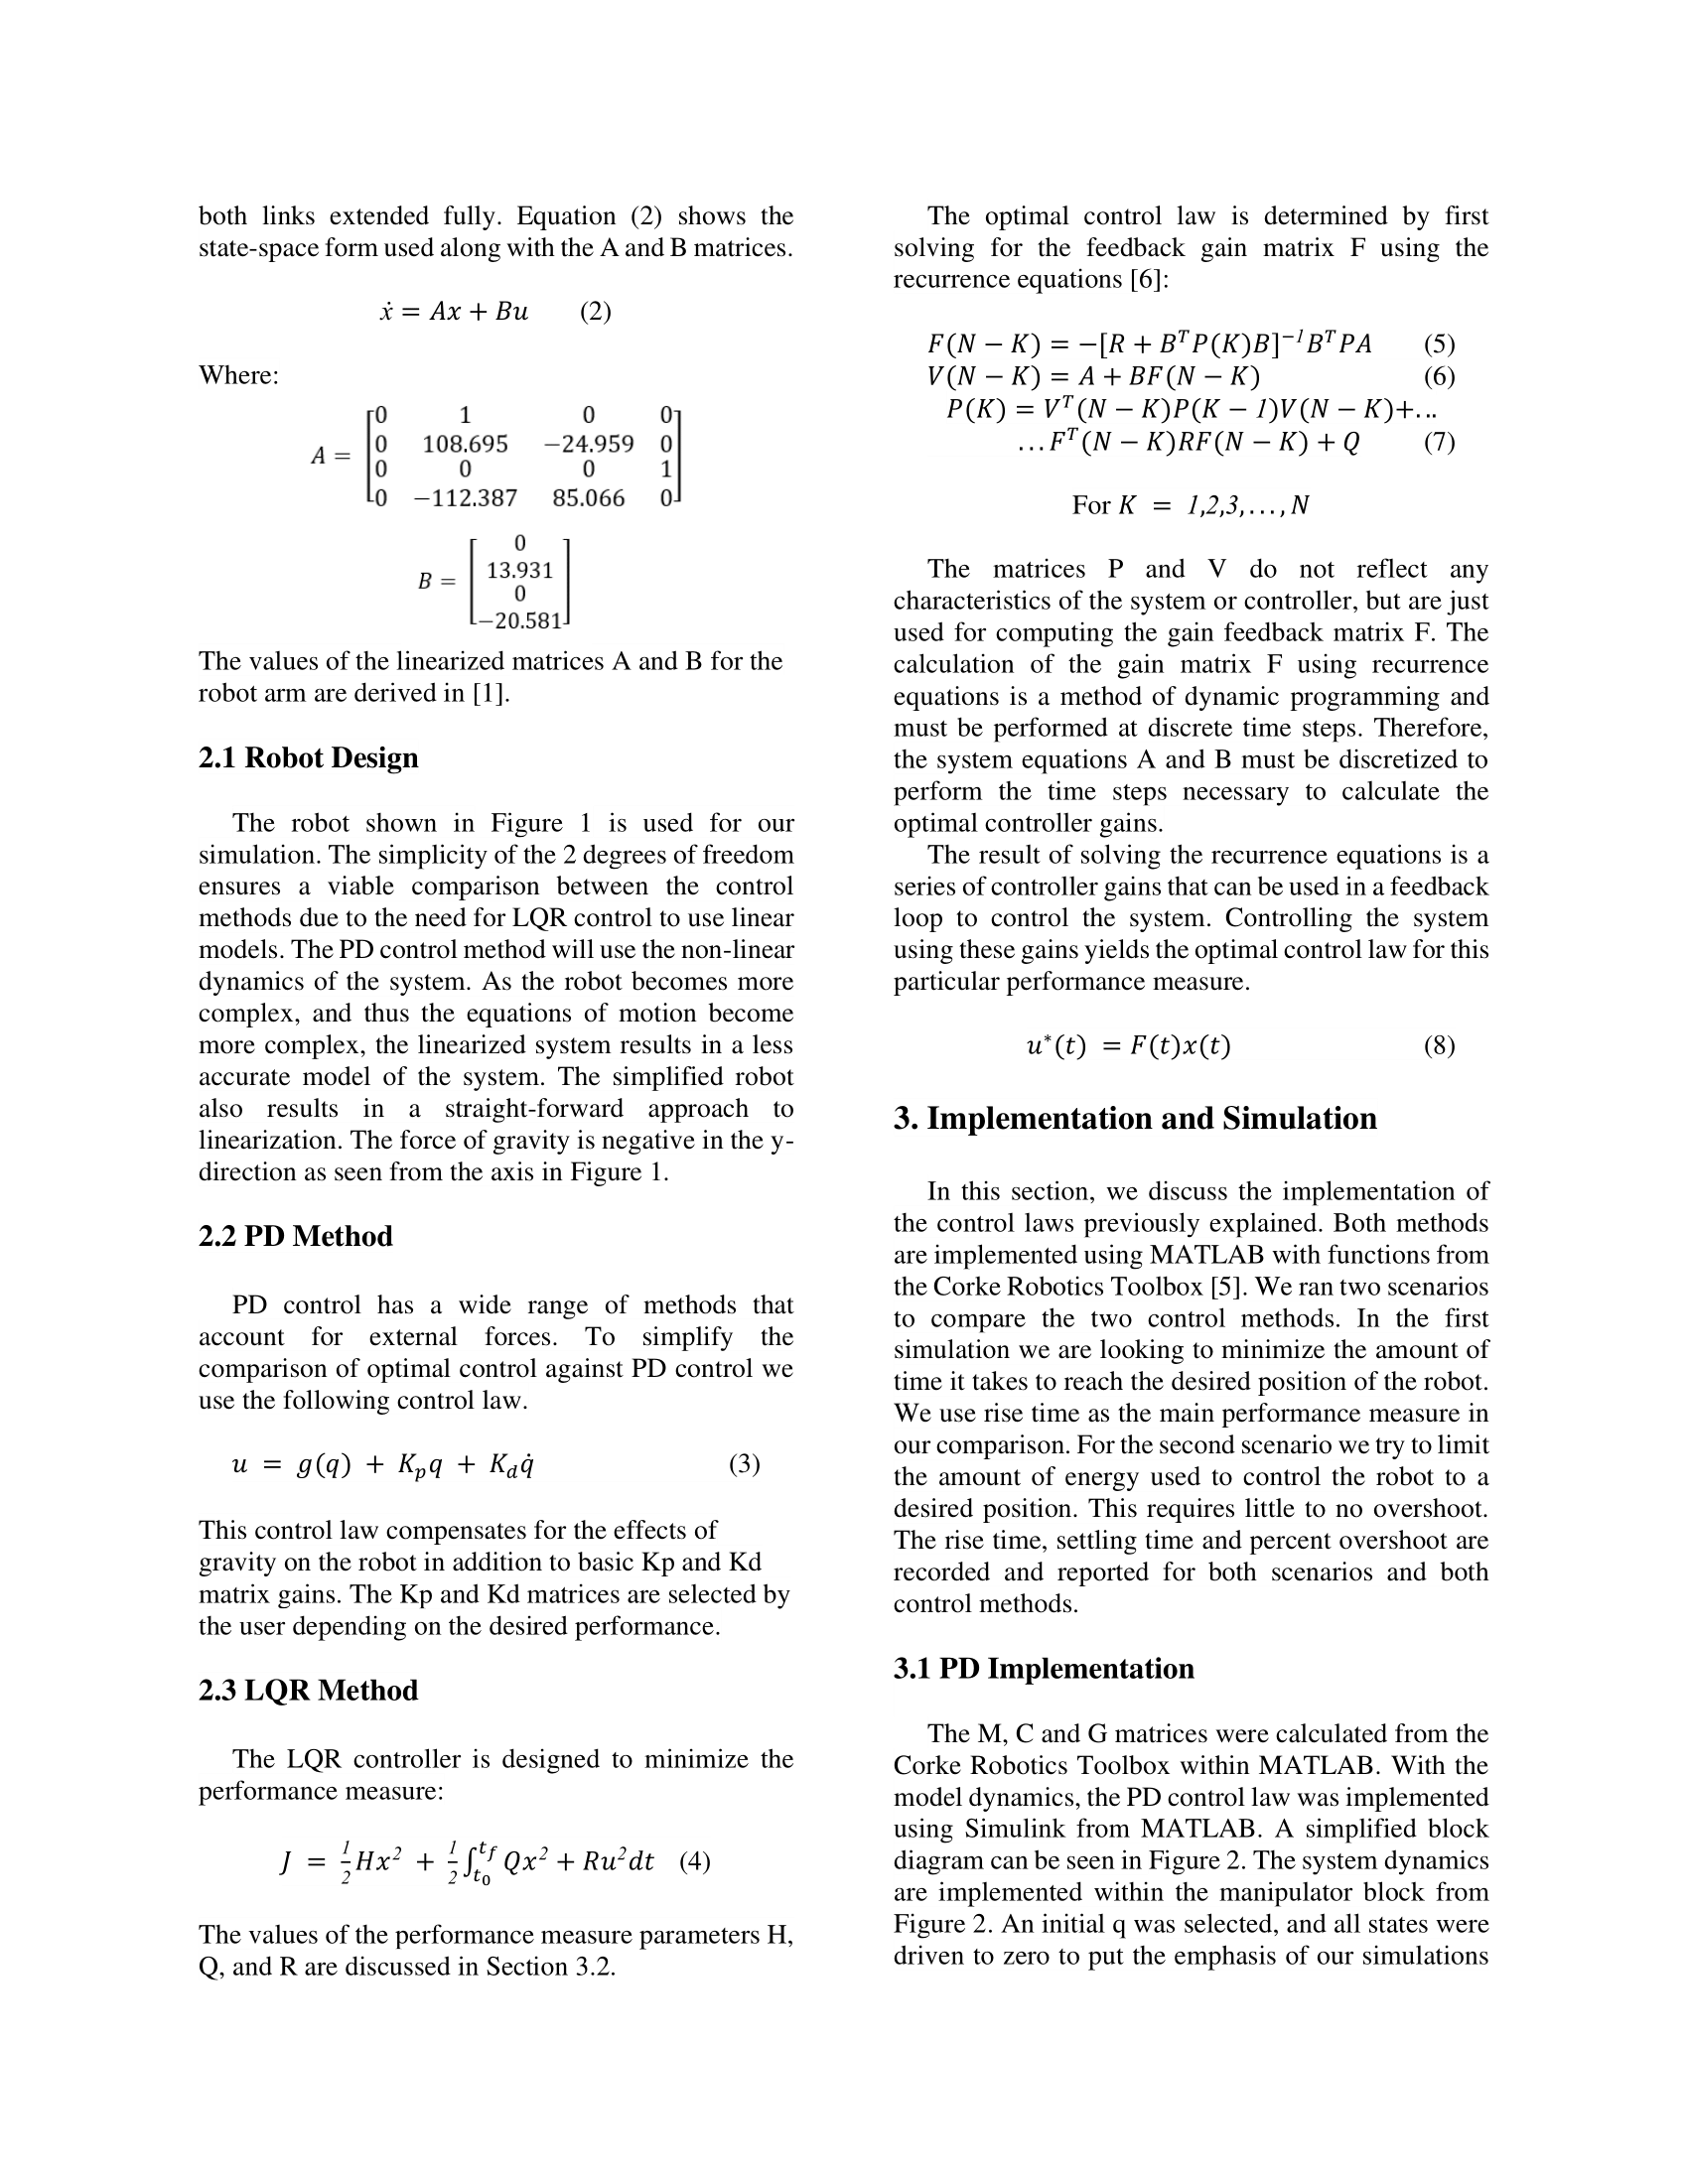 both links extended fully. Equation (2) shows the
state-space form used along with the A and B matrices.
ẋ = Ax + Bu (2)
Where:
A = [0 1 0 0
0 108.695 −24.959 0
0 0 0 1
0 −112.387 85.066 0]
B = [0
13.931
0
−20.581]
The values of the linearized matrices A and B for the
robot arm are derived in [1].
2.1 Robot Design
The robot shown in Figure 1 is used for our
simulation. The simplicity of the 2 degrees of freedom
ensures a viable comparison between the control
methods due to the need for LQR control to use linear
models. The PD control method will use the non-linear
dynamics of the system. As the robot becomes more
complex, and thus the equations of motion become
more complex, the linearized system results in a less
accurate model of the system. The simplified robot
also results in a straight-forward approach to
linearization. The force of gravity is negative in the y-
direction as seen from the axis in Figure 1.
2.2 PD Method
PD control has a wide range of methods that
account for external forces. To simplify the
comparison of optimal control against PD control we
use the following control law.
u = g(q) + K_p q + K_d q̇ (3)
This control law compensates for the effects of
gravity on the robot in addition to basic Kp and Kd
matrix gains. The Kp and Kd matrices are selected by
the user depending on the desired performance.
2.3 LQR Method
The LQR controller is designed to minimize the
performance measure:
J = ½Hx² + ½∫_{t₀}^{t_f} Qx² + Ru²dt (4)
The values of the performance measure parameters H,
Q, and R are discussed in Section 3.2.
The optimal control law is determined by first
solving for the feedback gain matrix F using the
recurrence equations [6]:
F(N − K) = −[R + BᵀP(K)B]⁻¹BᵀPA (5)
V(N − K) = A + BF(N − K) (6)
P(K) = Vᵀ(N − K)P(K − 1)V(N − K)+...
...Fᵀ(N − K)RF(N − K) + Q (7)
For K = 1,2,3,...,N
The matrices P and V do not reflect any
characteristics of the system or controller, but are just
used for computing the gain feedback matrix F. The
calculation of the gain matrix F using recurrence
equations is a method of dynamic programming and
must be performed at discrete time steps. Therefore,
the system equations A and B must be discretized to
perform the time steps necessary to calculate the
optimal controller gains.
The result of solving the recurrence equations is a
series of controller gains that can be used in a feedback
loop to control the system. Controlling the system
using these gains yields the optimal control law for this
particular performance measure.
u*(t) = F(t)x(t) (8)
3. Implementation and Simulation
In this section, we discuss the implementation of
the control laws previously explained. Both methods
are implemented using MATLAB with functions from
the Corke Robotics Toolbox [5]. We ran two scenarios
to compare the two control methods. In the first
simulation we are looking to minimize the amount of
time it takes to reach the desired position of the robot.
We use rise time as the main performance measure in
our comparison. For the second scenario we try to limit
the amount of energy used to control the robot to a
desired position. This requires little to no overshoot.
The rise time, settling time and percent overshoot are
recorded and reported for both scenarios and both
control methods.
3.1 PD Implementation
The M, C and G matrices were calculated from the
Corke Robotics Toolbox within MATLAB. With the
model dynamics, the PD control law was implemented
using Simulink from MATLAB. A simplified block
diagram can be seen in Figure 2. The system dynamics
are implemented within the manipulator block from
Figure 2. An initial q was selected, and all states were
driven to zero to put the emphasis of our simulations